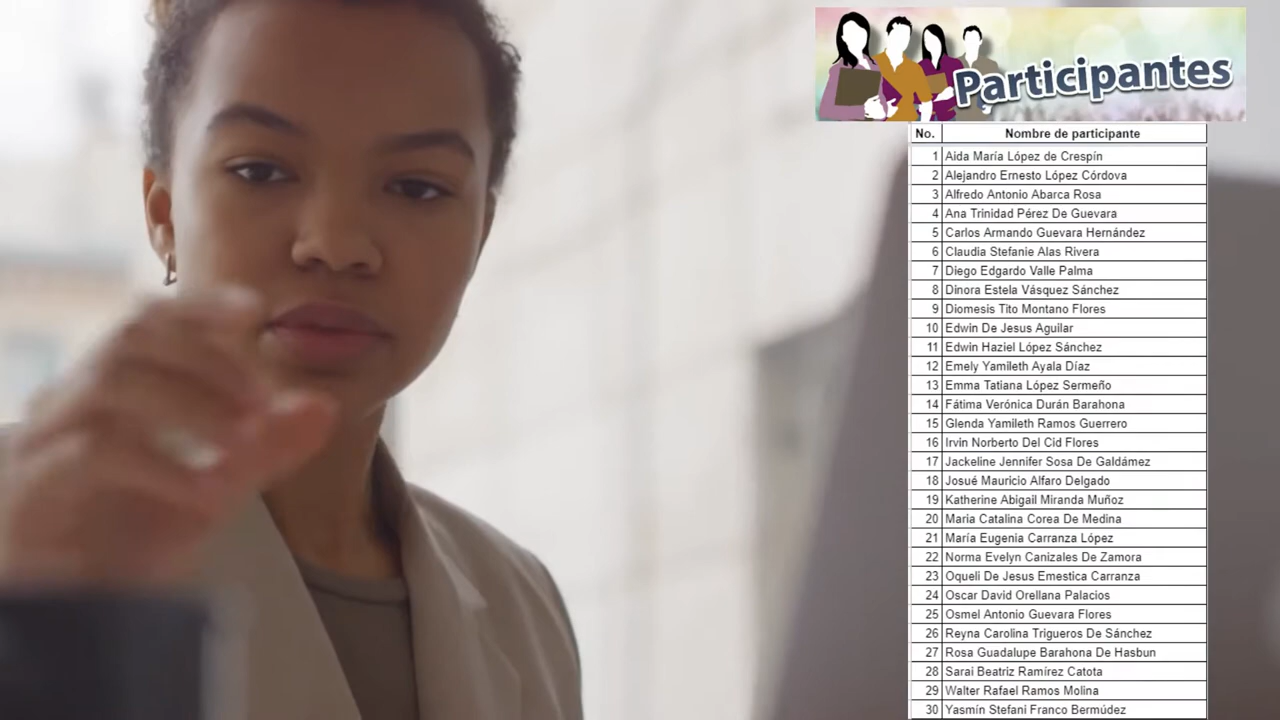 Participantes
No. Nombre de participante
1 Aida María López de Crespín
2 Alejandro Ernesto López Córdova
3 Alfredo Antonio Abarca Rosa
4 Ana Trinidad Pérez De Guevara
5 Carlos Armando Guevara Hernández
6 Claudia Stefanie Alas Rivera
7 Diego Edgardo Valle Palma
8 Dinora Estela Vásquez Sánchez
9 Diomesis Tito Montano Flores
10 Edwin De Jesus Aguilar
11 Edwin Haziel López Sánchez
12 Emely Yamileth Ayala Díaz
13 Emma Tatiana López Sermeño
14 Fátima Verónica Durán Barahona
15 Glenda Yamileth Ramos Guerrero
16 Irvin Norberto Del Cid Flores
17 Jackeline Jennifer Sosa De Galdámez
18 Josué Mauricio Alfaro Delgado
19 Katherine Abigail Miranda Muñoz
20 Maria Catalina Corea De Medina
21 María Eugenia Carranza López
22 Norma Evelyn Canizales De Zamora
23 Oqueli De Jesus Emestica Carranza
24 Oscar David Orellana Palacios
25 Osmel Antonio Guevara Flores
26 Reyna Carolina Trigueros De Sánchez
27 Rosa Guadalupe Barahona De Hasbun
28 Sarai Beatriz Ramírez Catota
29 Walter Rafael Ramos Molina
30 Yasmín Stefani Franco Bermúdez